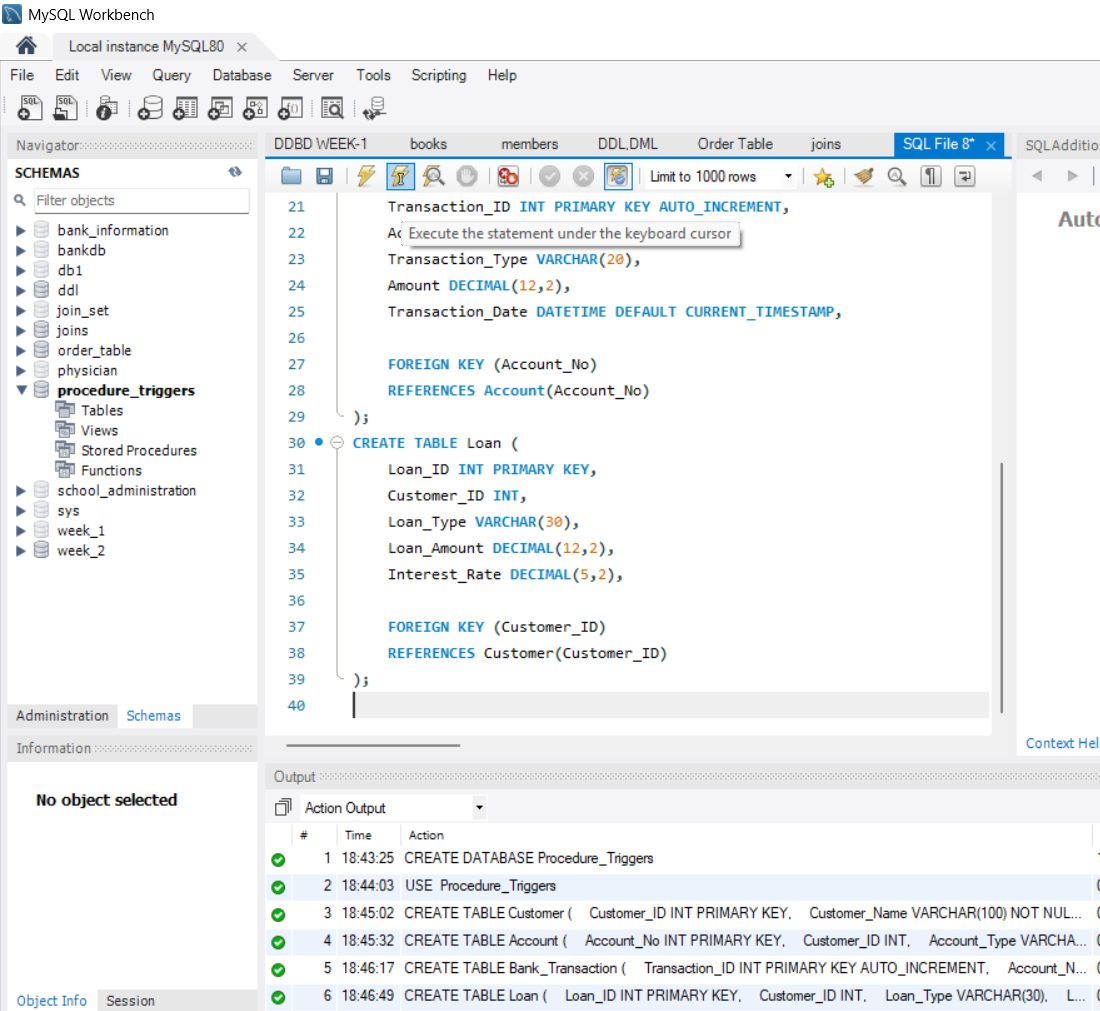 MySQL Workbench
Local instance MySQL80
File Edit View Query Database Server Tools Scripting Help
Navigator
SCHEMAS
Filter objects
bank_information
bankdb
db1
ddl
join_set
joins
order_table
physician
procedure_triggers
Tables
Views
Stored Procedures
Functions
school_administration
sys
week_1
week_2
Administration Schemas
Information
No object selected
Object Info Session
DDBD WEEK-1 books members DDL,DML Order Table joins SQL File 8*
Limit to 1000 rows
21 Transaction_ID INT PRIMARY KEY AUTO_INCREMENT,
22
Execute the statement under the keyboard cursor
23 Transaction_Type VARCHAR(20),
24 Amount DECIMAL(12,2),
25 Transaction_Date DATETIME DEFAULT CURRENT_TIMESTAMP,
26
27 FOREIGN KEY (Account_No)
28 REFERENCES Account(Account_No)
29 );
30 CREATE TABLE Loan (
31 Loan_ID INT PRIMARY KEY,
32 Customer_ID INT,
33 Loan_Type VARCHAR(30),
34 Loan_Amount DECIMAL(12,2),
35 Interest_Rate DECIMAL(5,2),
36
37 FOREIGN KEY (Customer_ID)
38 REFERENCES Customer(Customer_ID)
39 );
40
SQLAdditio
Auto
Context Hel
Output
Action Output
# Time Action
1 18:43:25 CREATE DATABASE Procedure_Triggers
2 18:44:03 USE Procedure_Triggers
3 18:45:02 CREATE TABLE Customer ( Customer_ID INT PRIMARY KEY, Customer_Name VARCHAR(100) NOT NUL...
4 18:45:32 CREATE TABLE Account ( Account_No INT PRIMARY KEY, Customer_ID INT, Account_Type VARCHA...
5 18:46:17 CREATE TABLE Bank_Transaction ( Transaction_ID INT PRIMARY KEY AUTO_INCREMENT, Account_N...
6 18:46:49 CREATE TABLE Loan ( Loan_ID INT PRIMARY KEY, Customer_ID INT, Loan_Type VARCHAR(30), L...